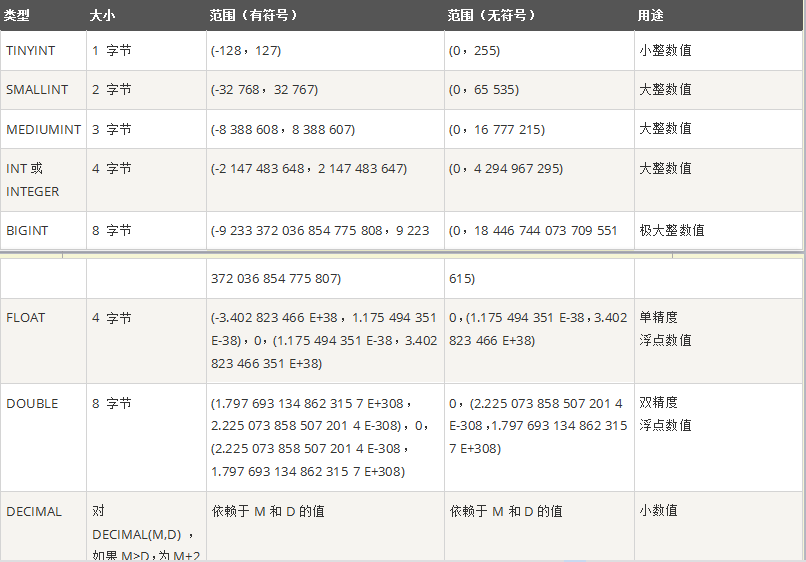 类型 大小 范围（有符号） 范围（无符号） 用途
TINYINT 1 字节 (-128，127) (0，255) 小整数值
SMALLINT 2 字节 (-32 768，32 767) (0，65 535) 大整数值
MEDIUMINT 3 字节 (-8 388 608，8 388 607) (0，16 777 215) 大整数值
INT 或 4 字节 (-2 147 483 648，2 147 483 647) (0，4 294 967 295) 大整数值
INTEGER
BIGINT 8 字节 (-9 233 372 036 854 775 808，9 223 (0，18 446 744 073 709 551 极大整数值
372 036 854 775 807) 615)
FLOAT 4 字节 (-3.402 823 466 E+38，1.175 494 351 0，(1.175 494 351 E-38，3.402 单精度
E-38)，0，(1.175 494 351 E-38，3.402 823 466 E+38) 浮点数值
823 466 351 E+38)
DOUBLE 8 字节 (1.797 693 134 862 315 7 E+308， 0，(2.225 073 858 507 201 4 双精度
2.225 073 858 507 201 4 E-308)，0， E-308，1.797 693 134 862 315 浮点数值
(2.225 073 858 507 201 4 E-308， 7 E+308)
1.797 693 134 862 315 7 E+308)
DECIMAL 对 依赖于 M 和 D 的值 依赖于 M 和 D 的值 小数值
DECIMAL(M,D) ，
如果 M>D，为 M+2